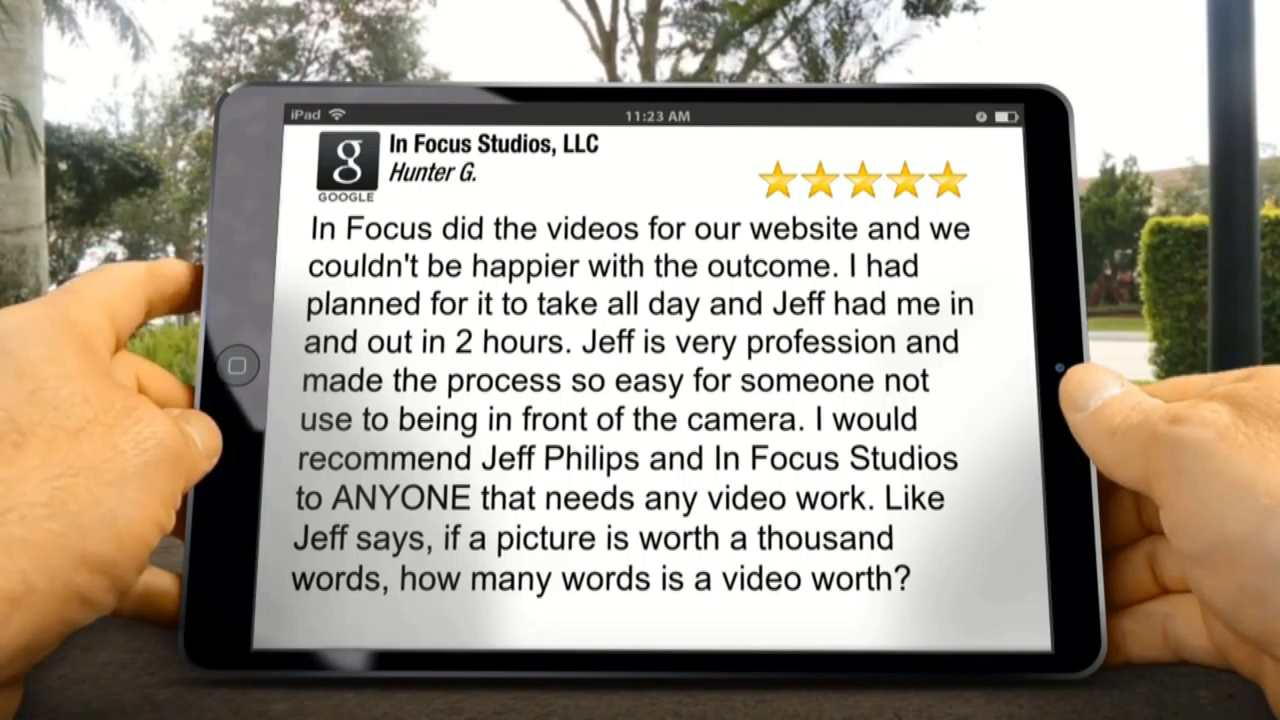 iPad 11:23 AM
g
GOOGLE
In Focus Studios, LLC
Hunter G.
In Focus did the videos for our website and we
couldn't be happier with the outcome. I had
planned for it to take all day and Jeff had me in
and out in 2 hours. Jeff is very profession and
made the process so easy for someone not
use to being in front of the camera. I would
recommend Jeff Philips and In Focus Studios
to ANYONE that needs any video work. Like
Jeff says, if a picture is worth a thousand
words, how many words is a video worth?